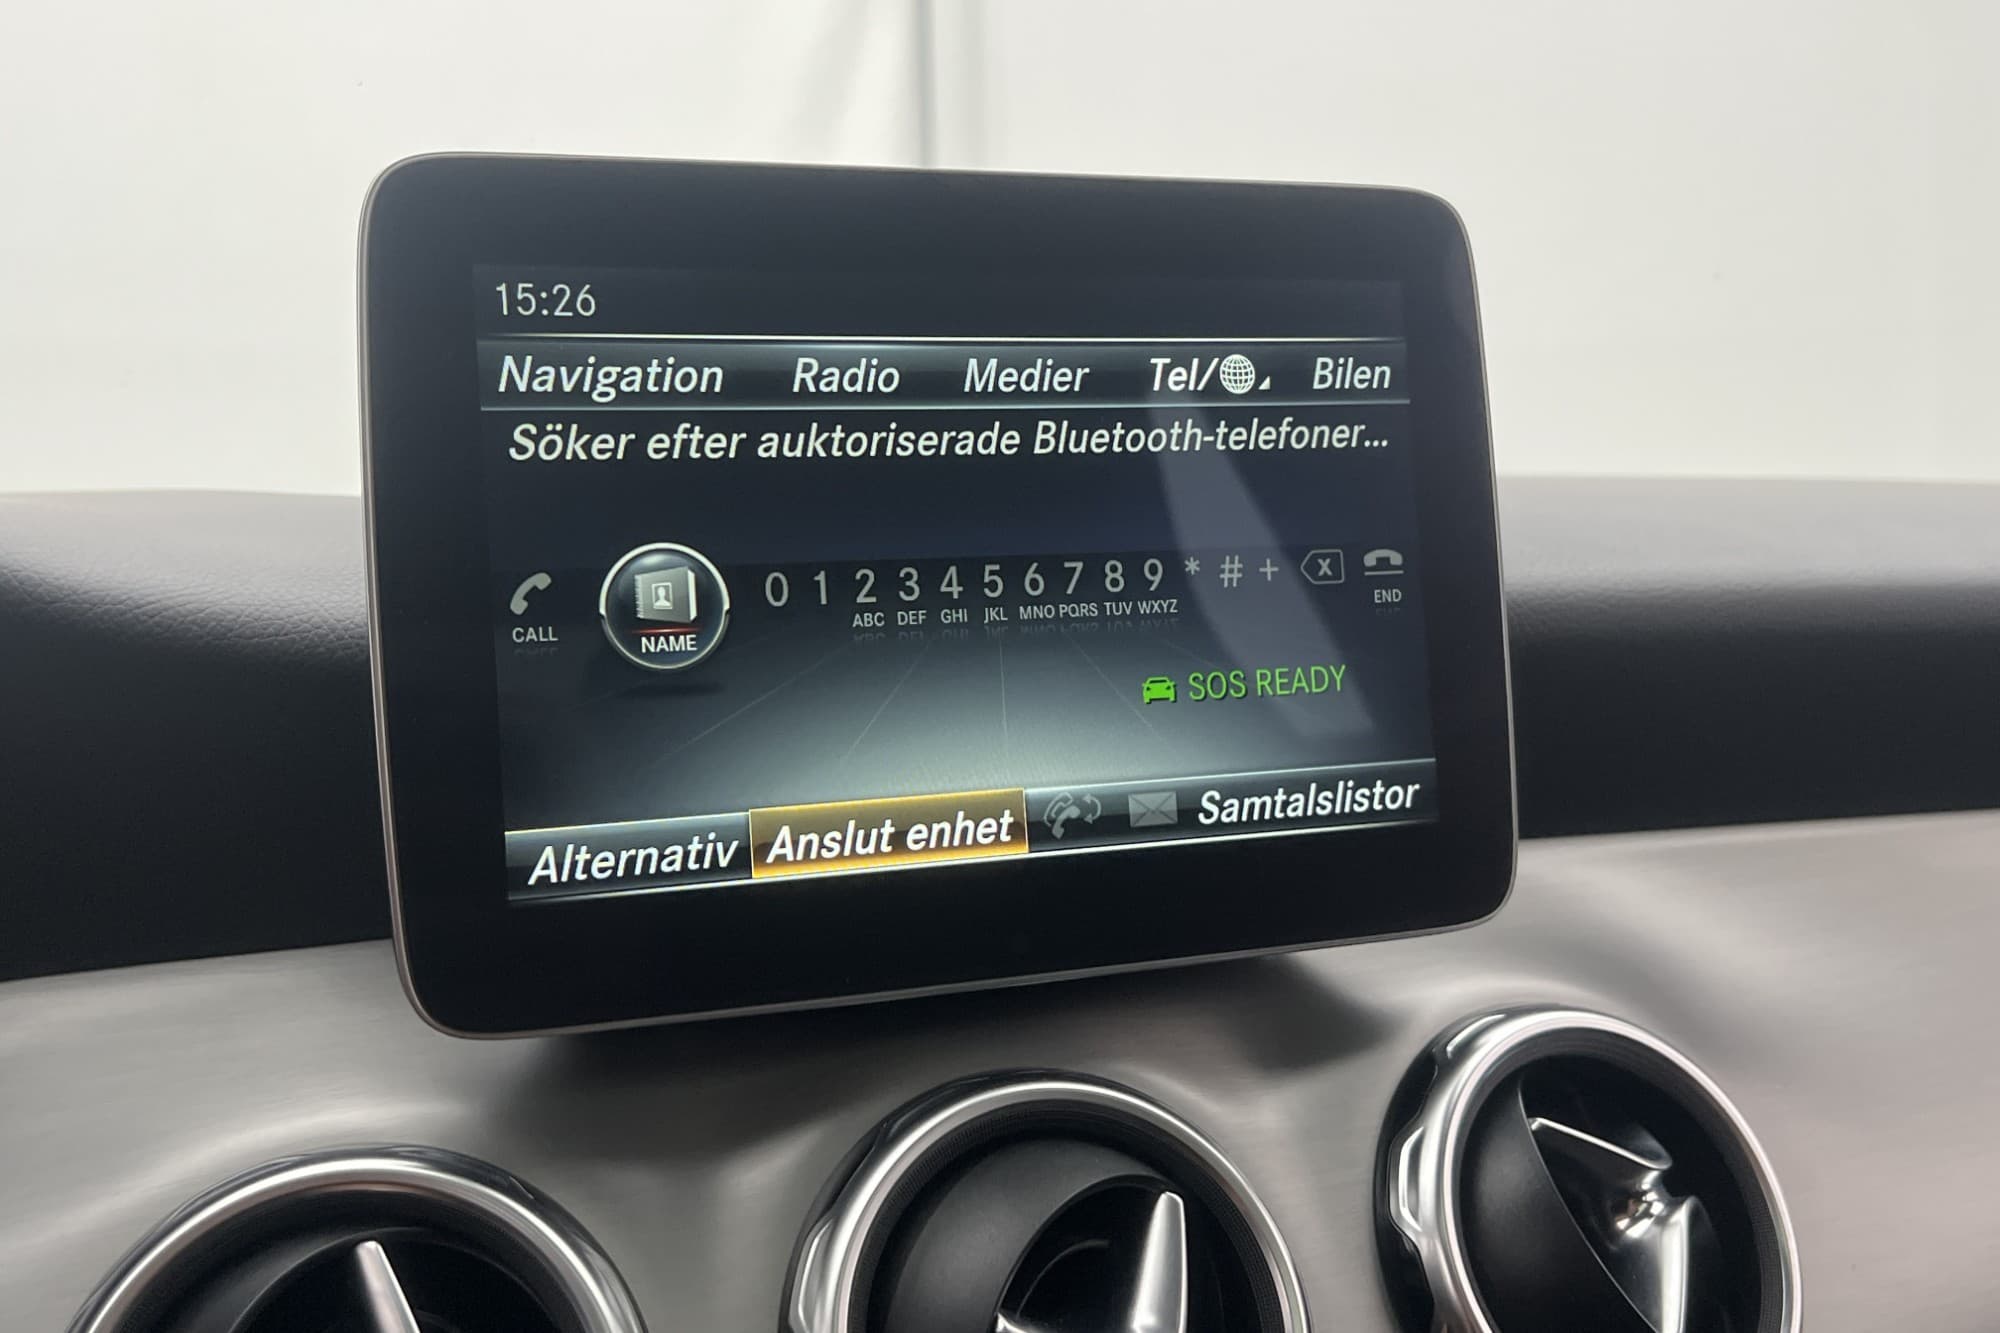 15:26
Navigation Radio Medier Tel/ Bilen
Söker efter auktoriserade Bluetooth-telefoner...
0 1 2 3 4 5 6 7 8 9 * # + X
ABC DEF GHI JKL MNO PQRS TUV WXYZ
CALL NAME END
SOS READY
Alternativ Anslut enhet Samtalslistor